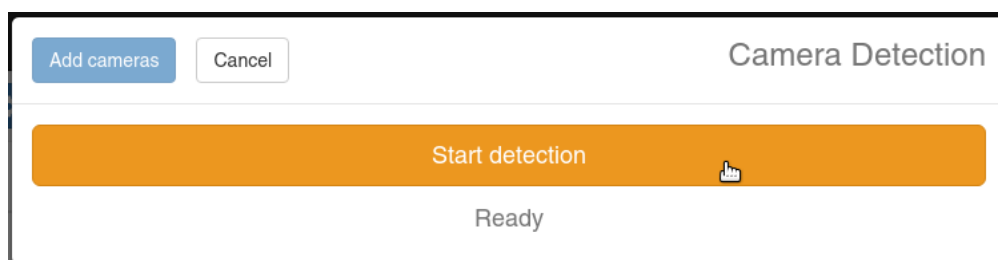 Add cameras
Cancel
Camera Detection
Start detection
Ready